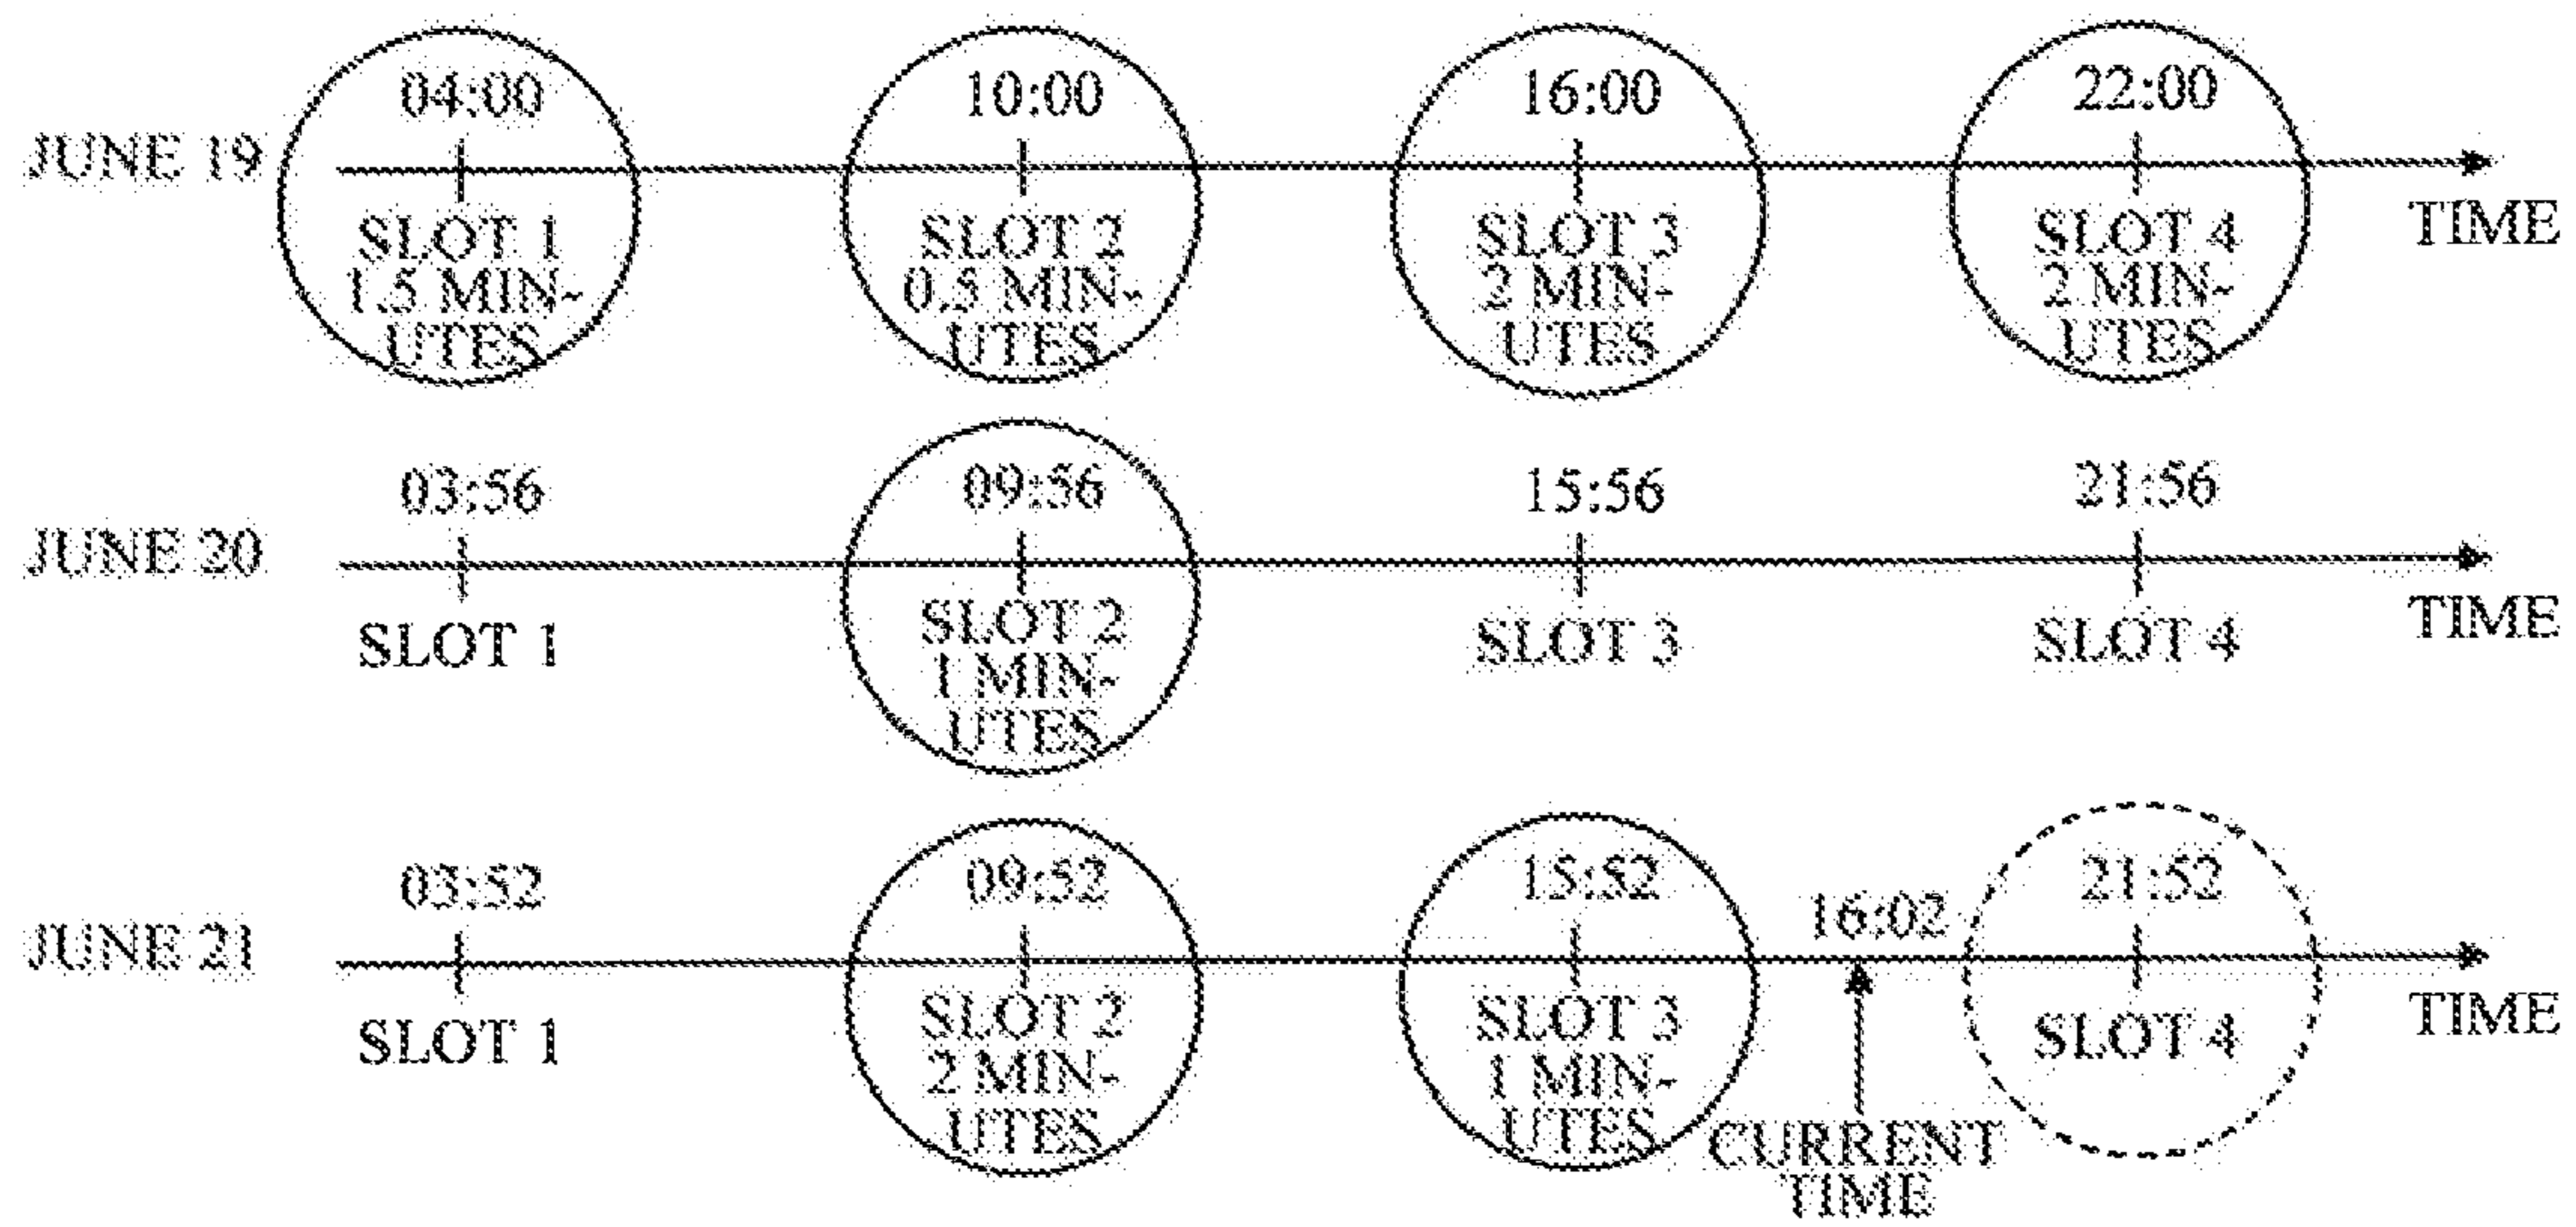 04:00 10:00 16:00 22:00
JUNE 19
TIME
SLOT 1 SLOT 2 SLOT 3 SLOT 4
1.5 MIN- 0.5 MIN- 2 MIN- 2 MIN-
UTES UTES UTES UTES
03:56 09:56 15:56 21:56
JUNE 20
TIME
SLOT 1 SLOT 2 SLOT 3 SLOT 4
1 MIN-
UTES
03:52 09:52 15:52 16:02 21:52
JUNE 21
TIME
SLOT 1 SLOT 2 SLOT 3 SLOT 4
2 MIN- 1 MIN-
UTES UTES
CURRENT
TIME